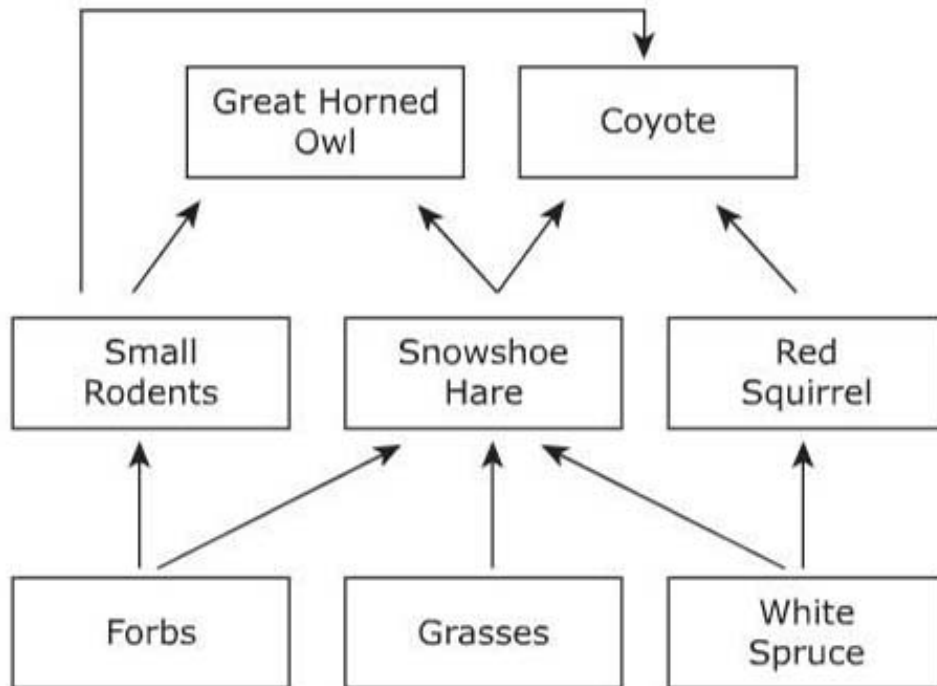 Great Horned
Owl
Coyote
Small
Rodents
Snowshoe
Hare
Red
Squirrel
Forbs
Grasses
White
Spruce